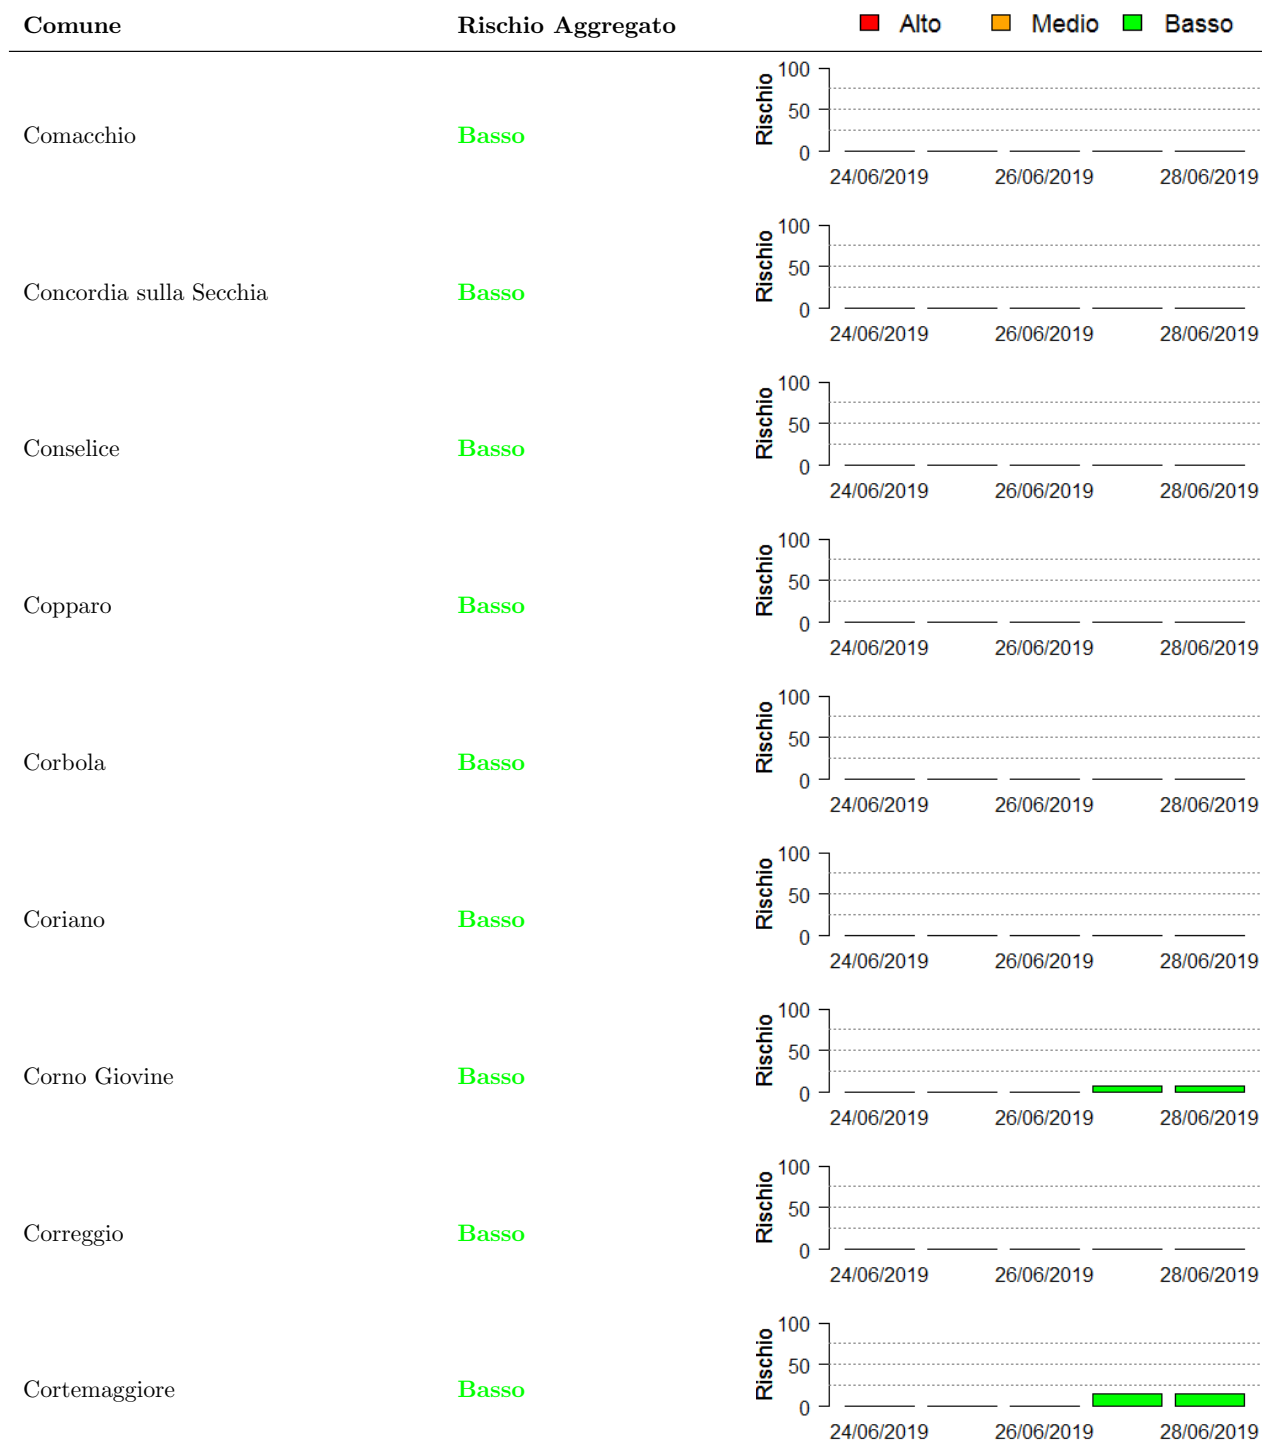 Comune Rischio Aggregato Alto Medio Basso
100
50
0
Rischio
Comacchio Basso
24/06/2019 26/06/2019 28/06/2019
100
50
0
Rischio
Concordia sulla Secchia Basso
24/06/2019 26/06/2019 28/06/2019
100
50
0
Rischio
Conselice Basso
24/06/2019 26/06/2019 28/06/2019
100
50
0
Rischio
Copparo Basso
24/06/2019 26/06/2019 28/06/2019
100
50
0
Rischio
Corbola Basso
24/06/2019 26/06/2019 28/06/2019
100
50
0
Rischio
Coriano Basso
24/06/2019 26/06/2019 28/06/2019
100
50
0
Rischio
Corno Giovine Basso
24/06/2019 26/06/2019 28/06/2019
100
50
0
Rischio
Correggio Basso
24/06/2019 26/06/2019 28/06/2019
100
50
0
Rischio
Cortemaggiore Basso
24/06/2019 26/06/2019 28/06/2019